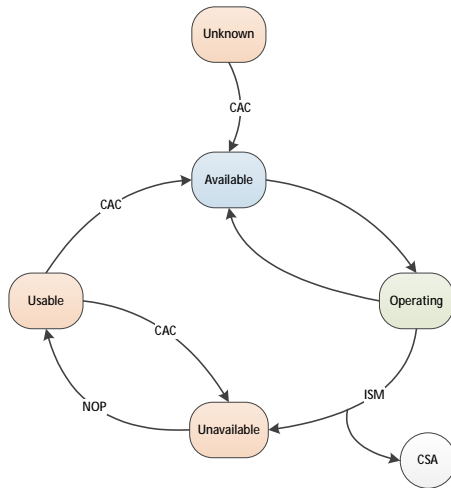 Unknown
CAC
Available
CAC
Usable
Operating
CAC
NOP
ISM
Unavailable
CSA